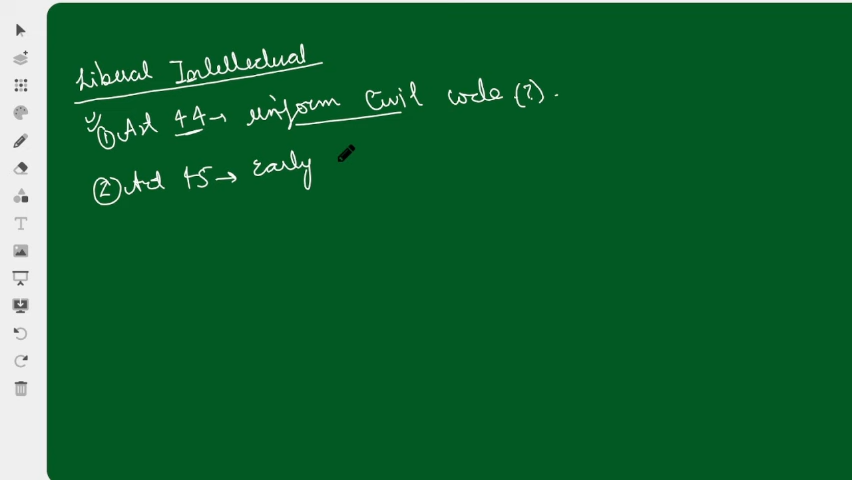 Liberal Intellectual
① Art 44 → uniform Civil code (?).
② Art 45 → Early